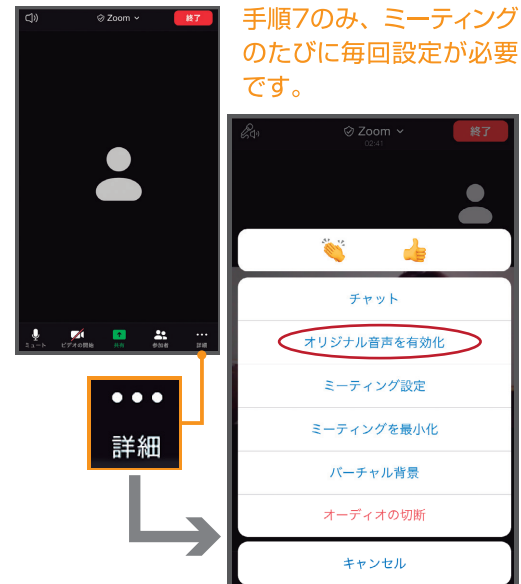 手順7のみ、ミーティング
のたびに毎回設定が必要
です。
Zoom
終了
ミュート
ビデオの開始
共有
参加者
詳細
詳細
Zoom
02:41
終了
チャット
オリジナル音声を有効化
ミーティング設定
ミーティングを最小化
バーチャル背景
オーディオの切断
キャンセル